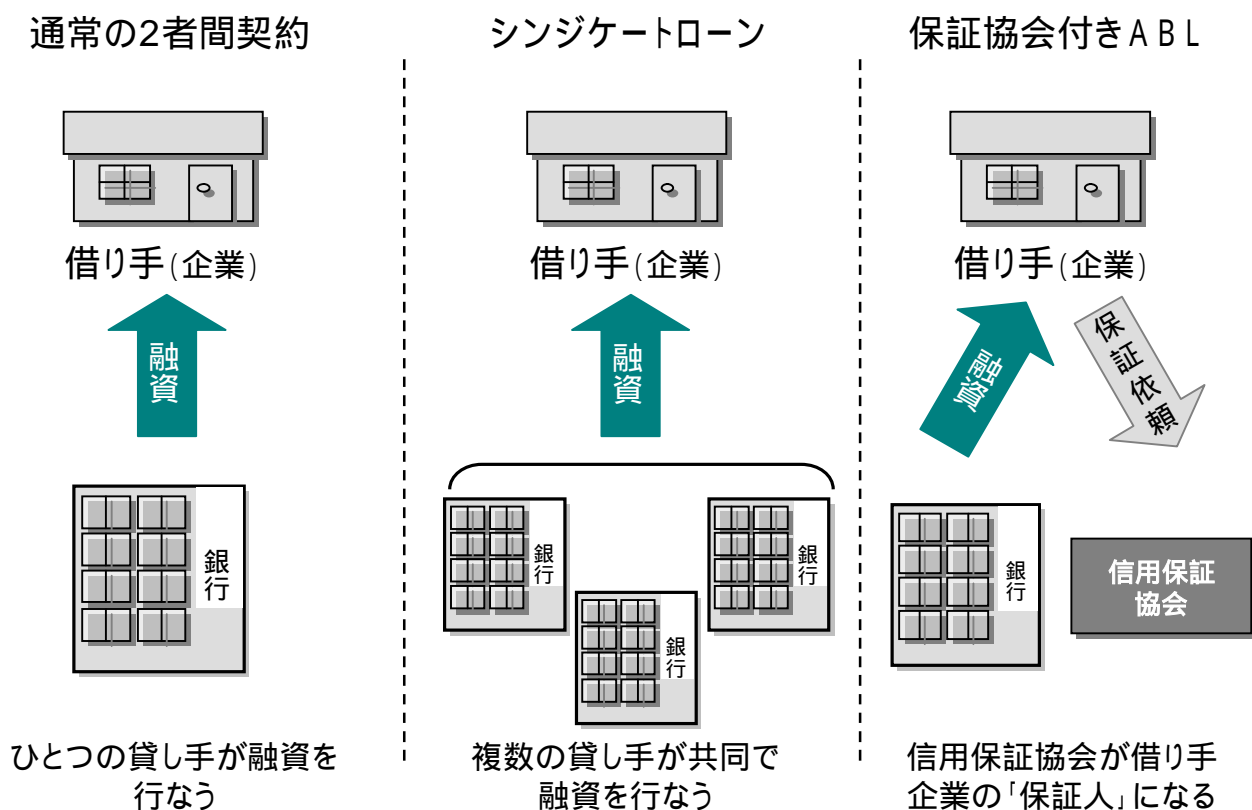 通常の2者間契約
借り手(企業)
融資
銀行
ひとつの貸し手が融資を
行なう
シンジケートローン
借り手(企業)
融資
銀行
銀行
銀行
複数の貸し手が共同で
融資を行なう
保証協会付きＡＢＬ
借り手(企業)
融資
保証依頼
銀行
信用保証
協会
信用保証協会が借り手
企業の「保証人」になる